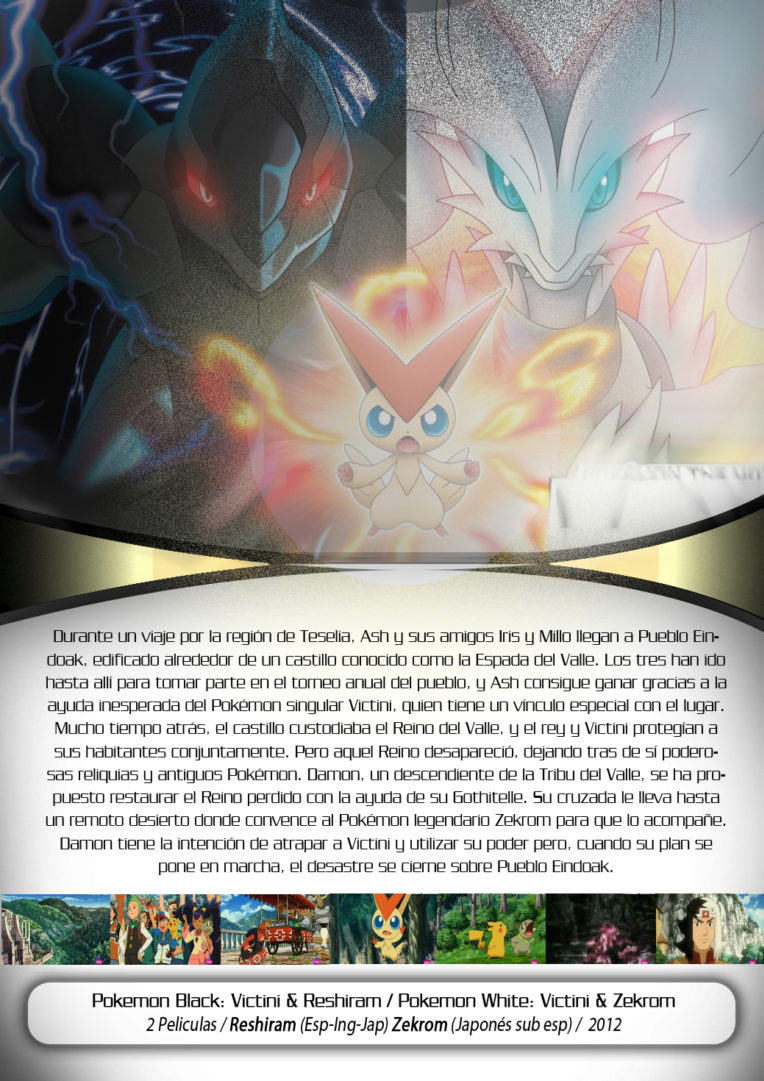 Durante un viaje por la región de Teselia, Ash y sus amigos Iris y Millo llegan a Pueblo Ein-
doak, edificado alrededor de un castillo conocido como la Espada del Valle. Los tres han ido
hasta allí para tomar parte en el torneo anual del pueblo, y Ash consigue ganar gracias a la
ayuda inesperada del Pokémon singular Victini, quien tiene un vínculo especial con el lugar.
Mucho tiempo atrás, el castillo custodiaba el Reino del Valle, y el rey y Victini protegían a
sus habitantes conjuntamente. Pero aquel Reino desapareció, dejando tras de sí podero-
sas reliquias y antiguos Pokémon. Damon, un descendiente de la Tribu del Valle, se ha pro-
puesto restaurar el Reino perdido con la ayuda de su Gothitelle. Su cruzada le lleva hasta
un remoto desierto donde convence al Pokémon legendario Zekrom para que lo acompañe.
Damon tiene la intención de atrapar a Victini y utilizar su poder pero, cuando su plan se
pone en marcha, el desastre se cierne sobre Pueblo Eindoak.
Pokemon Black: Victini & Reshiram / Pokemon White: Victini & Zekrom
2 Peliculas / Reshiram (Esp-Ing-Jap) Zekrom (Japonés sub esp) / 2012